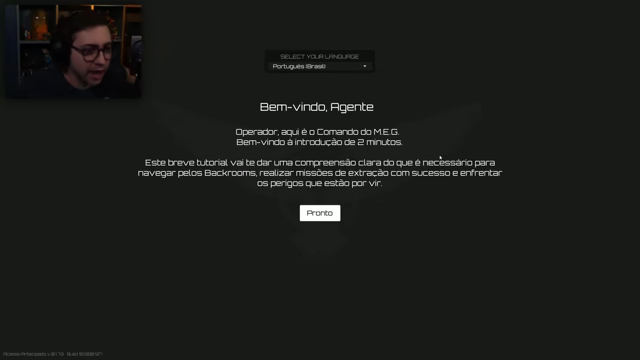 SELECT YOUR LANGUAGE
Português (Brasil)
Bem-vindo, Agente
Operador, aqui é o Comando do M.E.G.
Bem-vindo à introdução de 2 minutos.
Este breve tutorial vai te dar uma compreensão clara do que é necessário para
navegar pelos Backrooms, realizar missões de extração com sucesso e enfrentar
os perigos que estão por vir.
Pronto
Acesso Antecipado